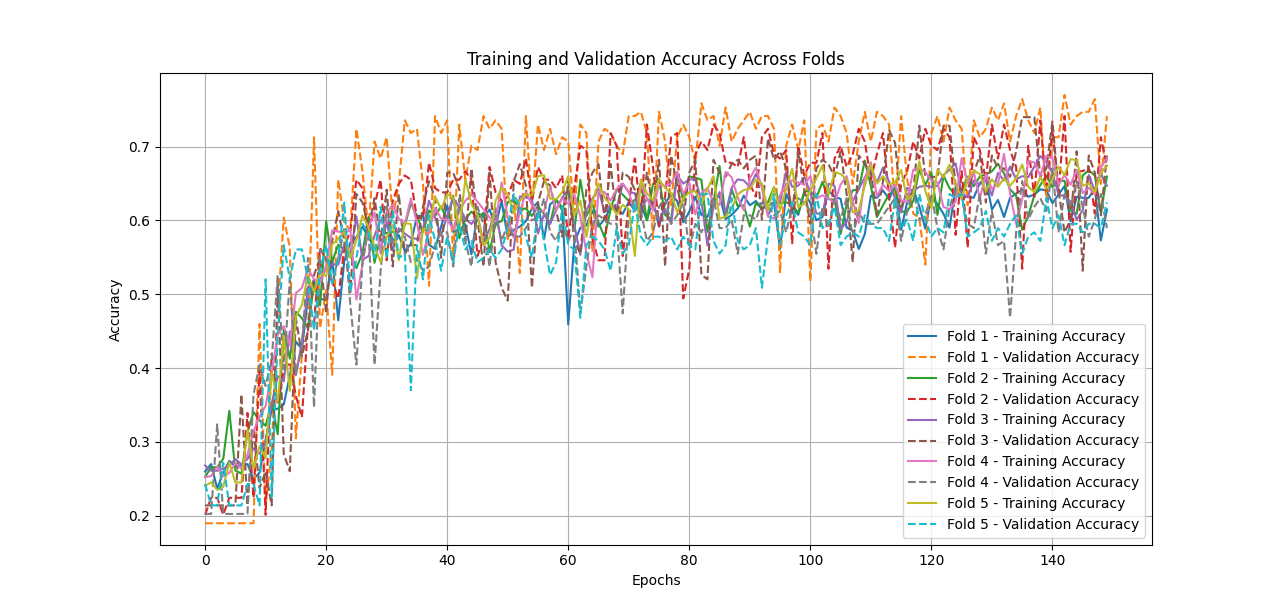 Training and Validation Accuracy Across Folds
Accuracy
0.7
0.6
0.5
0.4
0.3
0.2
0
20
40
60
80
100
120
140
Epochs
Fold 1 - Training Accuracy
Fold 1 - Validation Accuracy
Fold 2 - Training Accuracy
Fold 2 - Validation Accuracy
Fold 3 - Training Accuracy
Fold 3 - Validation Accuracy
Fold 4 - Training Accuracy
Fold 4 - Validation Accuracy
Fold 5 - Training Accuracy
Fold 5 - Validation Accuracy